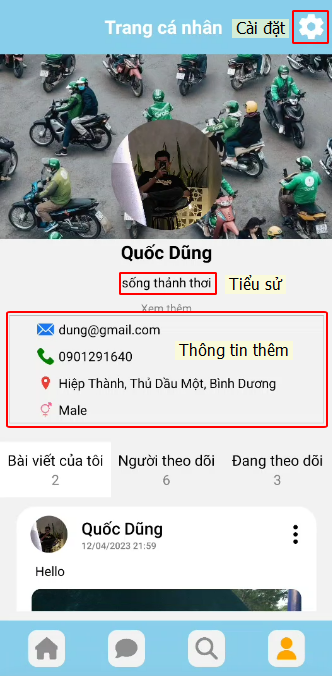 Trang cá nhân
Cài đặt
Grab
Quốc Dũng
sống thảnh thơi
Tiểu sử
Xem thêm
dung@gmail.com
0901291640
Thông tin thêm
Hiệp Thành, Thủ Dầu Một, Bình Dương
Male
Bài viết của tôi
Người theo dõi
Đang theo dõi
2
6
3
Quốc Dũng
12/04/2023 21:59
Hello